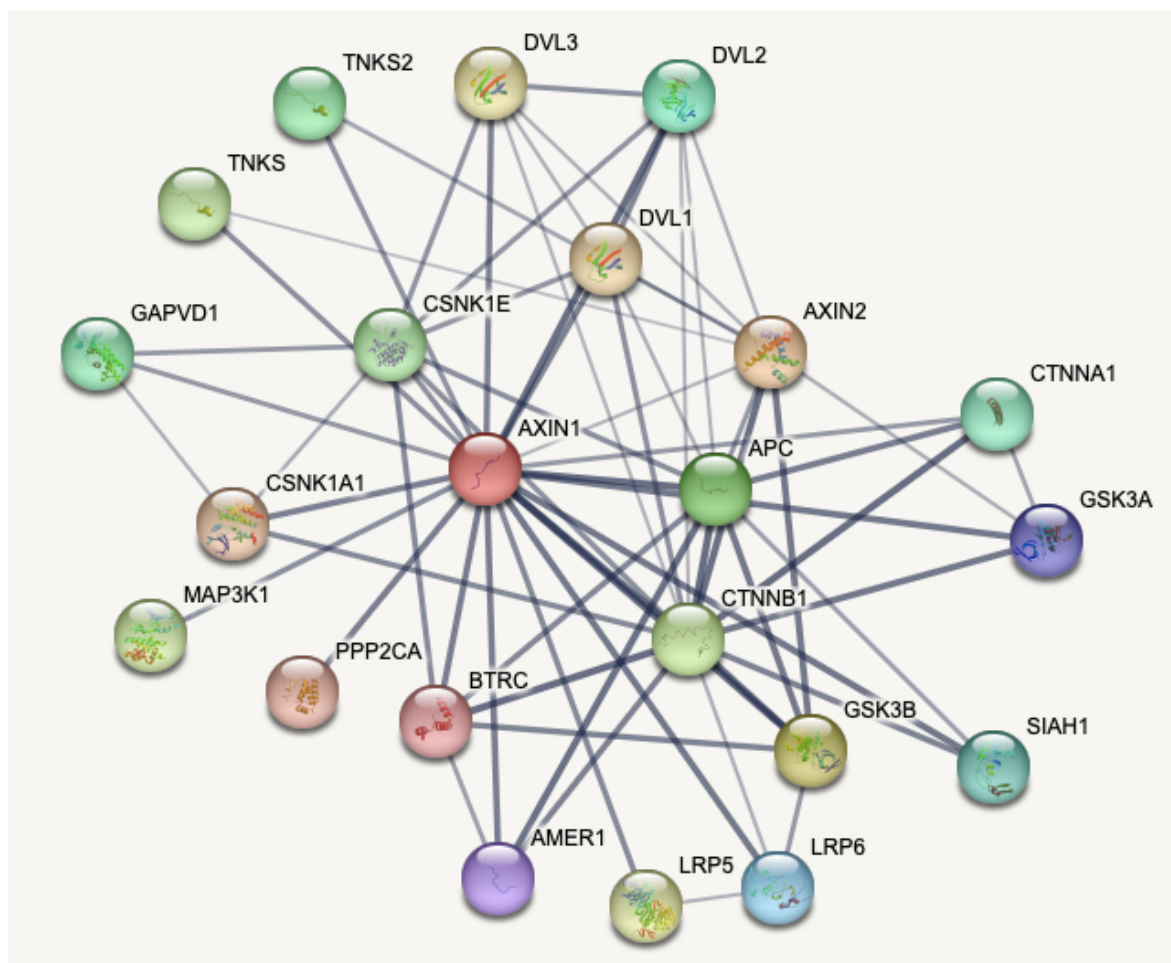 DVL3
DVL2
TNKS2
TNKS
DVL1
GAPVD1
CSNK1E
AXIN2
CTNNA1
AXIN1
APC
CSNK1A1
GSK3A
MAP3K1
CTNNB1
PPP2CA
BTRC
GSK3B
SIAH1
AMER1
LRP5
LRP6